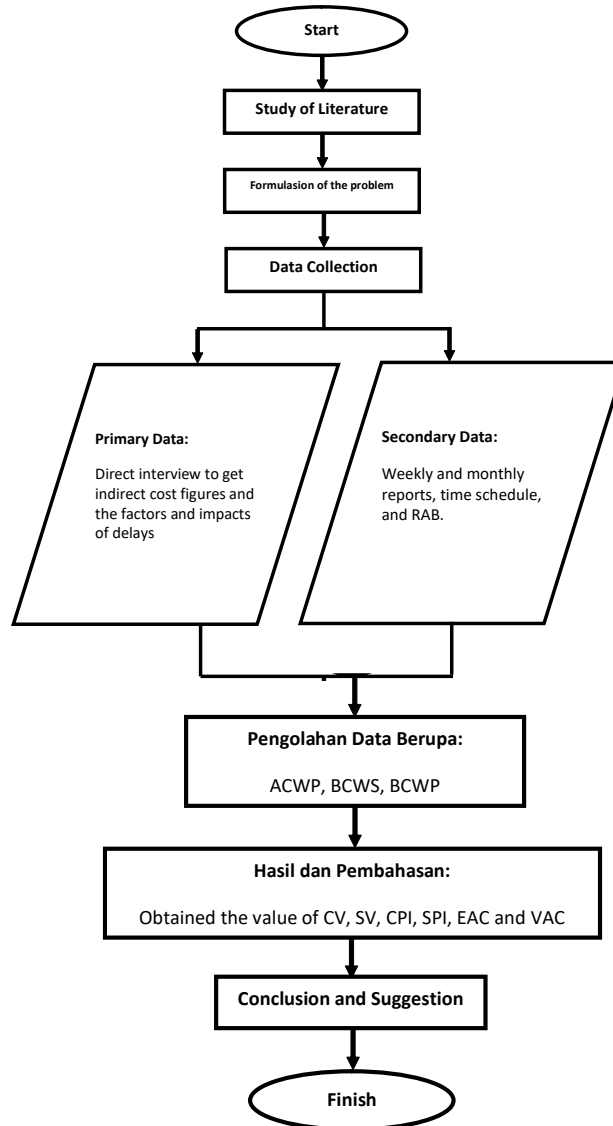 Start
Study of Literature
Formulasion of the problem
Data Collection
Primary Data:
Direct interview to get
indirect cost figures and
the factors and impacts
of delays
Secondary Data:
Weekly and monthly
reports, time schedule,
and RAB.
Pengolahan Data Berupa:
ACWP, BCWS, BCWP
Hasil dan Pembahasan:
Obtained the value of CV, SV, CPI, SPI, EAC and VAC
Conclusion and Suggestion
Finish